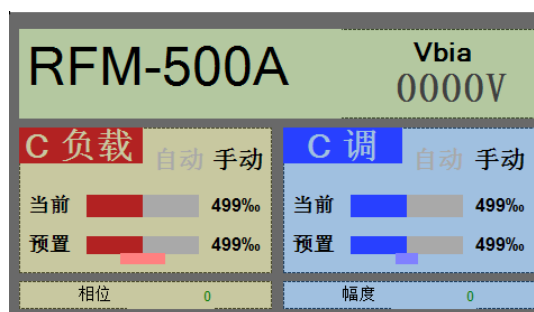 RFM-500A
Vbia
0000V
C 负载 自动 手动
当前 499‰
预置 499‰
C 调 自动 手动
当前 499‰
预置 499‰
相位 0
幅度 0